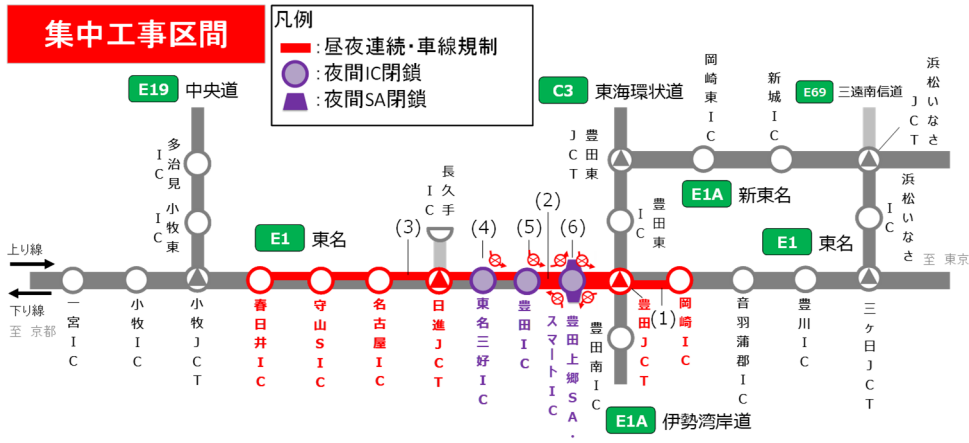 集中工事区間
凡例
：昼夜連続・車線規制
：夜間IC閉鎖
：夜間SA閉鎖
E19 中央道
C3 東海環状道
E69 三遠南信道
浜松いなさJCT
岡崎東IC
新城IC
豊田東JCT
多治見IC
長久手IC
E1A 新東名
小牧東IC
豊田東IC
浜松いなさIC
E1 東名
E1 東名
(3)
(4)
(5)
(2)
(6)
上り線
下り線
至 京都
至 東京
一宮IC
小牧IC
小牧JCT
春日井IC
守山SIC
名古屋IC
日進JCT
東名三好IC
豊田IC
豊田上郷SA・
スマートIC
豊田南IC
豊田JCT
(1)
岡崎IC
音羽蒲郡IC
豊川IC
三ヶ日JCT
E1A 伊勢湾岸道